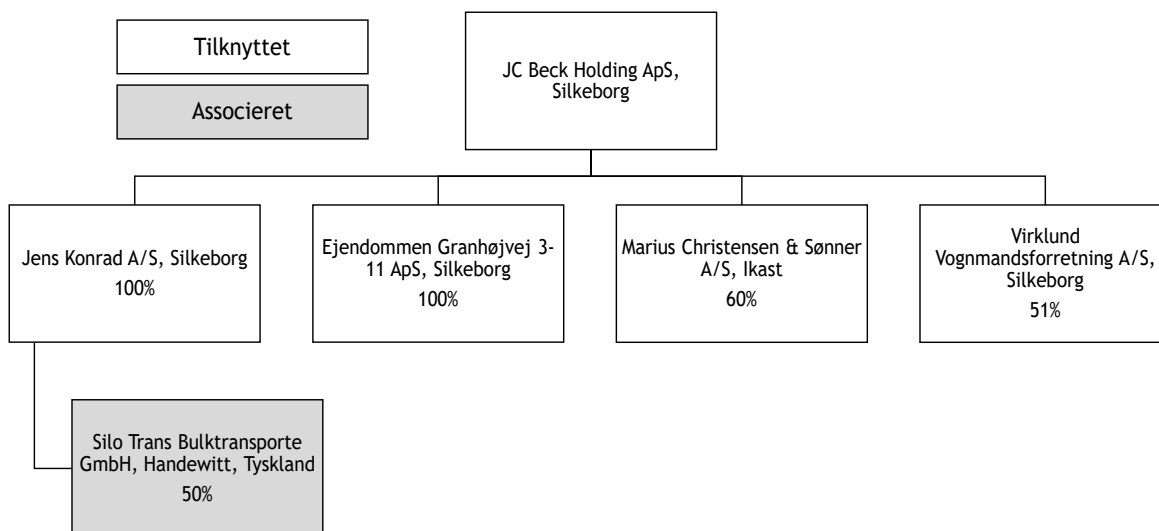 Tilknyttet
Associeret
JC Beck Holding ApS,
Silkeborg
Jens Konrad A/S, Silkeborg
100%
Ejendommen Granhøjvej 3-
11 ApS, Silkeborg
100%
Marius Christensen & Sønner
A/S, Ikast
60%
Virklund
Vognmandsforretning A/S,
Silkeborg
51%
Silo Trans Bulktransporte
GmbH, Handewitt, Tyskland
50%